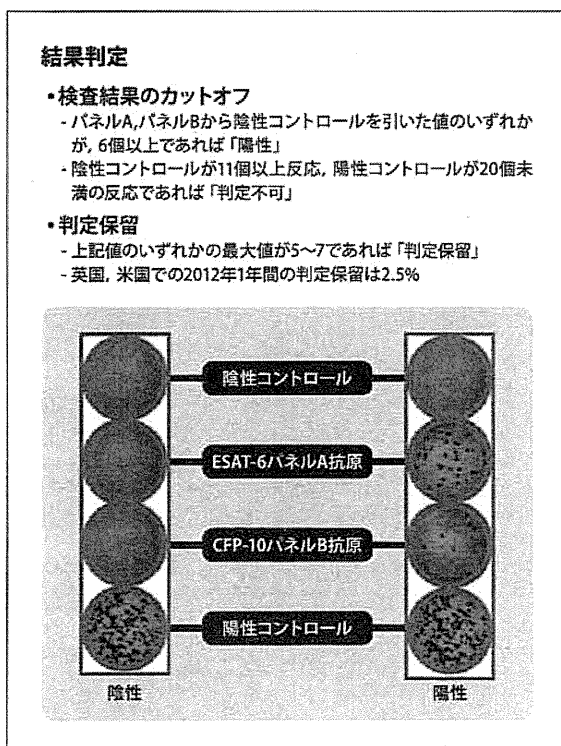 結果判定
・検査結果のカットオフ
- パネルA,パネルBから陰性コントロールを引いた値のいずれか
が, 6個以上であれば「陽性」
- 陰性コントロールが11個以上反応, 陽性コントロールが20個未
満の反応であれば「判定不可」
・判定保留
- 上記値のいずれかの最大値が5〜7であれば「判定保留」
- 英国, 米国での2012年1年間の判定保留は2.5%
陰性コントロール
ESAT-6パネルA抗原
CFP-10パネルB抗原
陽性コントロール
陰性
陽性